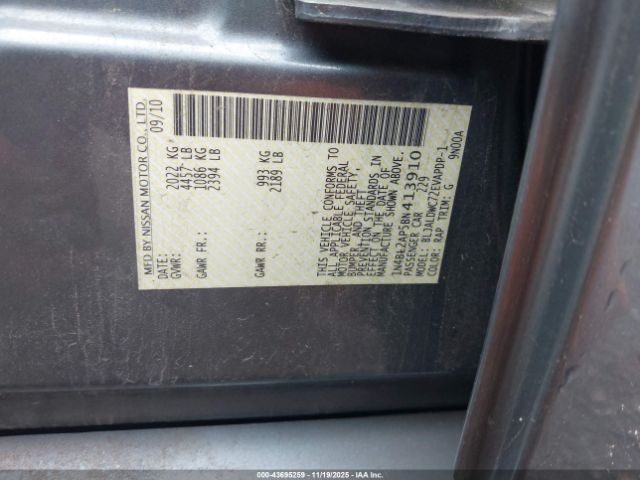 MFD BY NISSAN MOTOR CO., LTD.
DATE: 09/10
GVWR: 2022 KG
4457 LB
GAWR FR: 1086 KG
2394 LB
GAWR RR: 993 KG
2189 LB
THIS VEHICLE CONFORMS TO
ALL APPLICABLE FEDERAL
MOTOR VEHICLE SAFETY,
BUMPER, AND THEFT
PREVENTION STANDARDS IN
EFFECT ON THE DATE OF
MANUFACTURE SHOWN ABOVE.
1N4BA2AP5BN413910
PASSENGER CAR 229
MODEL: BLJALDWCZ7EVAPDP-1
COLOR: RAP TRIM: G 9N00A
000-43695259 - 11/19/2025 - IAA Inc.